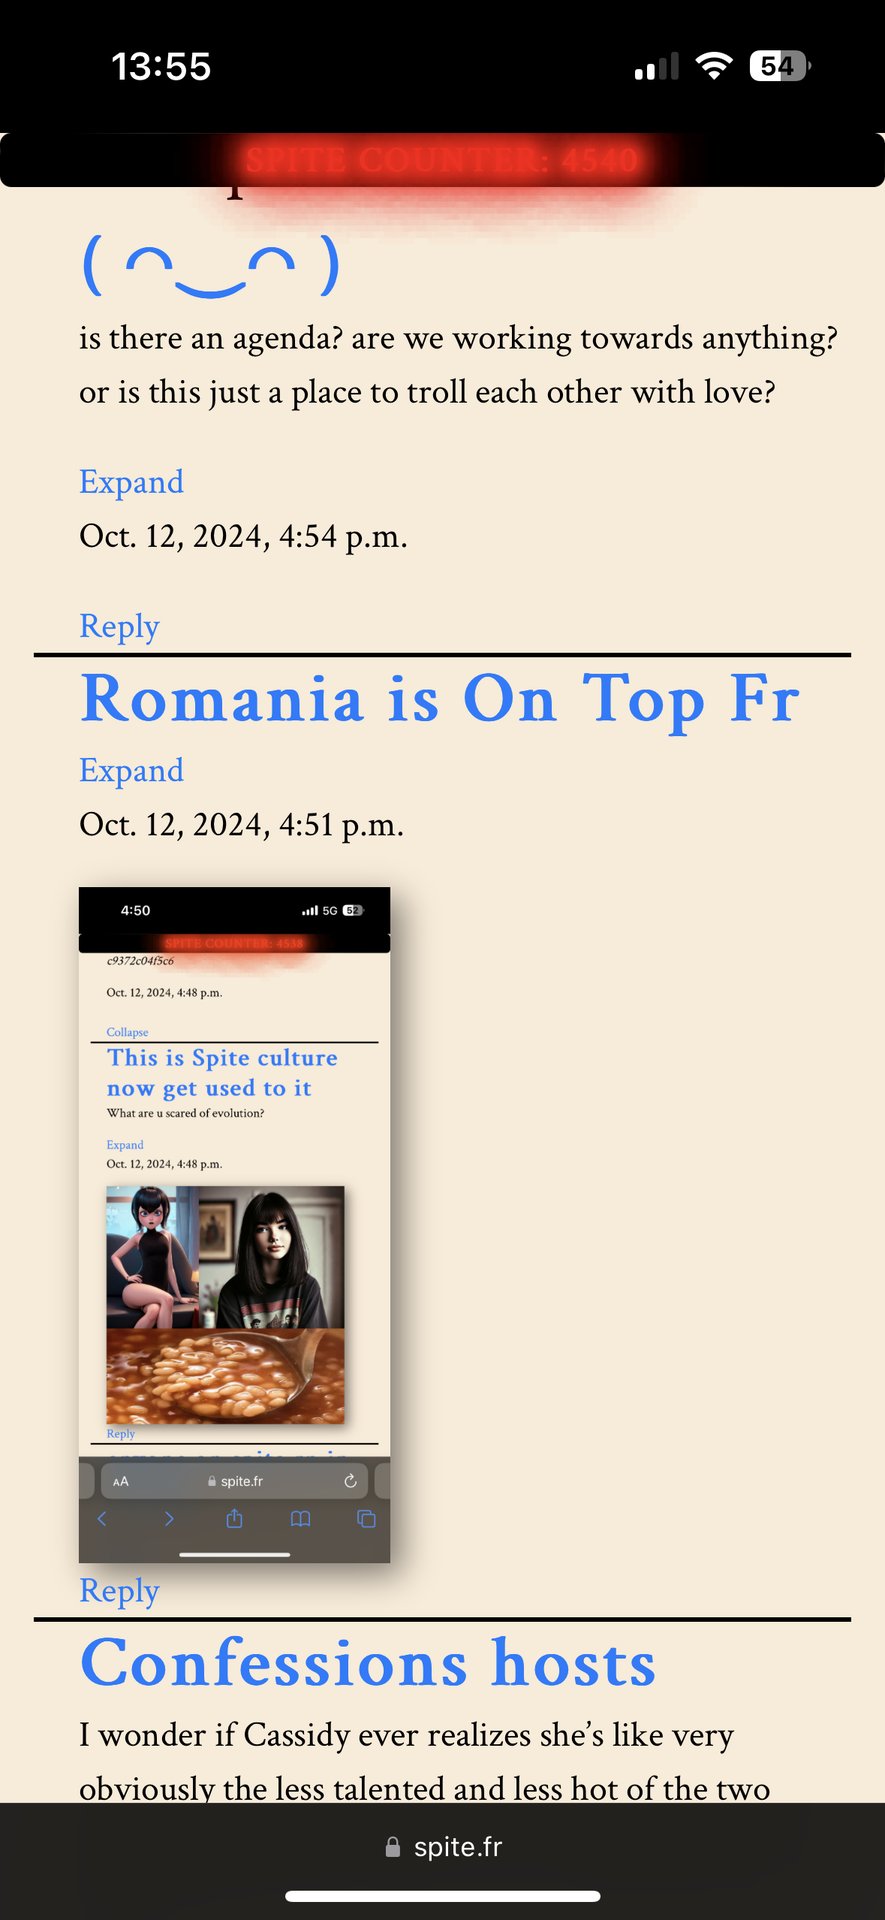 13:55
54
SPITE COUNTER: 4540
( ◠‿◠ )
is there an agenda? are we working towards anything?
or is this just a place to troll each other with love?
Expand
Oct. 12, 2024, 4:54 p.m.
Reply
Romania is On Top Fr
Expand
Oct. 12, 2024, 4:51 p.m.
4:50
5G 52
SPITE COUNTER: 4538
c9372c04f5c6
Oct. 12, 2024, 4:48 p.m.
Collapse
This is Spite culture
now get used to it
What are u scared of evolution?
Expand
Oct. 12, 2024, 4:48 p.m.
Reply
AA
spite.fr
Reply
Confessions hosts
I wonder if Cassidy ever realizes she’s like very
obviously the less talented and less hot of the two
spite.fr